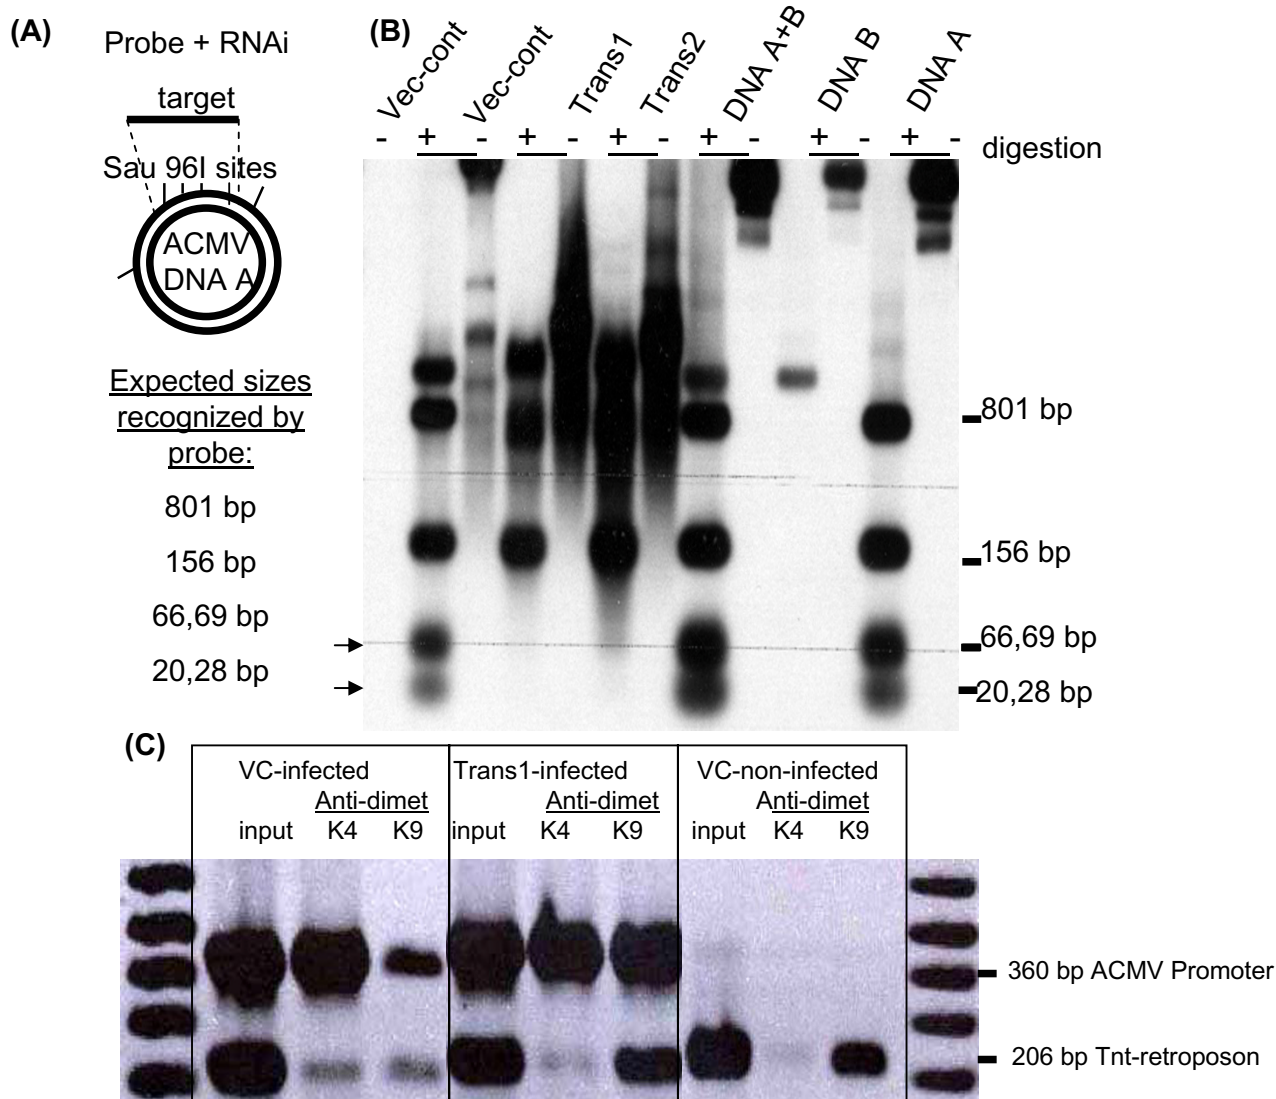 (A)
Probe + RNAi
target
Sau 96I sites
ACMV
DNA A
Expected sizes
recognized by
probe:
801 bp
156 bp
66,69 bp
20,28 bp
(B)
Vec-cont
Vec-cont
Trans1
Trans2
DNA A+B
DNA B
DNA A
- + - + - + - + - + - + -
digestion
801 bp
156 bp
66,69 bp
20,28 bp
(C)
VC-infected
Anti-dimet
input K4 K9
Trans1-infected
Anti-dimet
input K4 K9
VC-non-infected
Anti-dimet
input K4 K9
360 bp ACMV Promoter
206 bp Tnt-retroposon